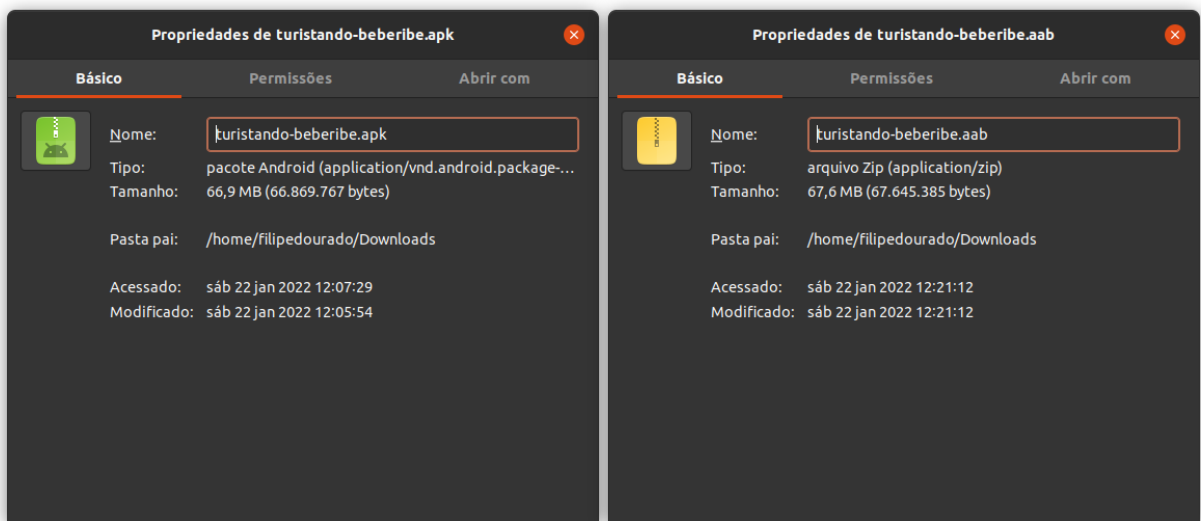 Propriedades de turistando-beberibe.apk
Básico Permissões Abrir com
Nome: turistando-beberibe.apk
Tipo: pacote Android (application/vnd.android.package-...
Tamanho: 66,9 MB (66.869.767 bytes)
Pasta pai: /home/filipedourado/Downloads
Acessado: sáb 22 jan 2022 12:07:29
Modificado: sáb 22 jan 2022 12:05:54
Propriedades de turistando-beberibe.aab
Básico Permissões Abrir com
Nome: turistando-beberibe.aab
Tipo: arquivo Zip (application/zip)
Tamanho: 67,6 MB (67.645.385 bytes)
Pasta pai: /home/filipedourado/Downloads
Acessado: sáb 22 jan 2022 12:21:12
Modificado: sáb 22 jan 2022 12:21:12